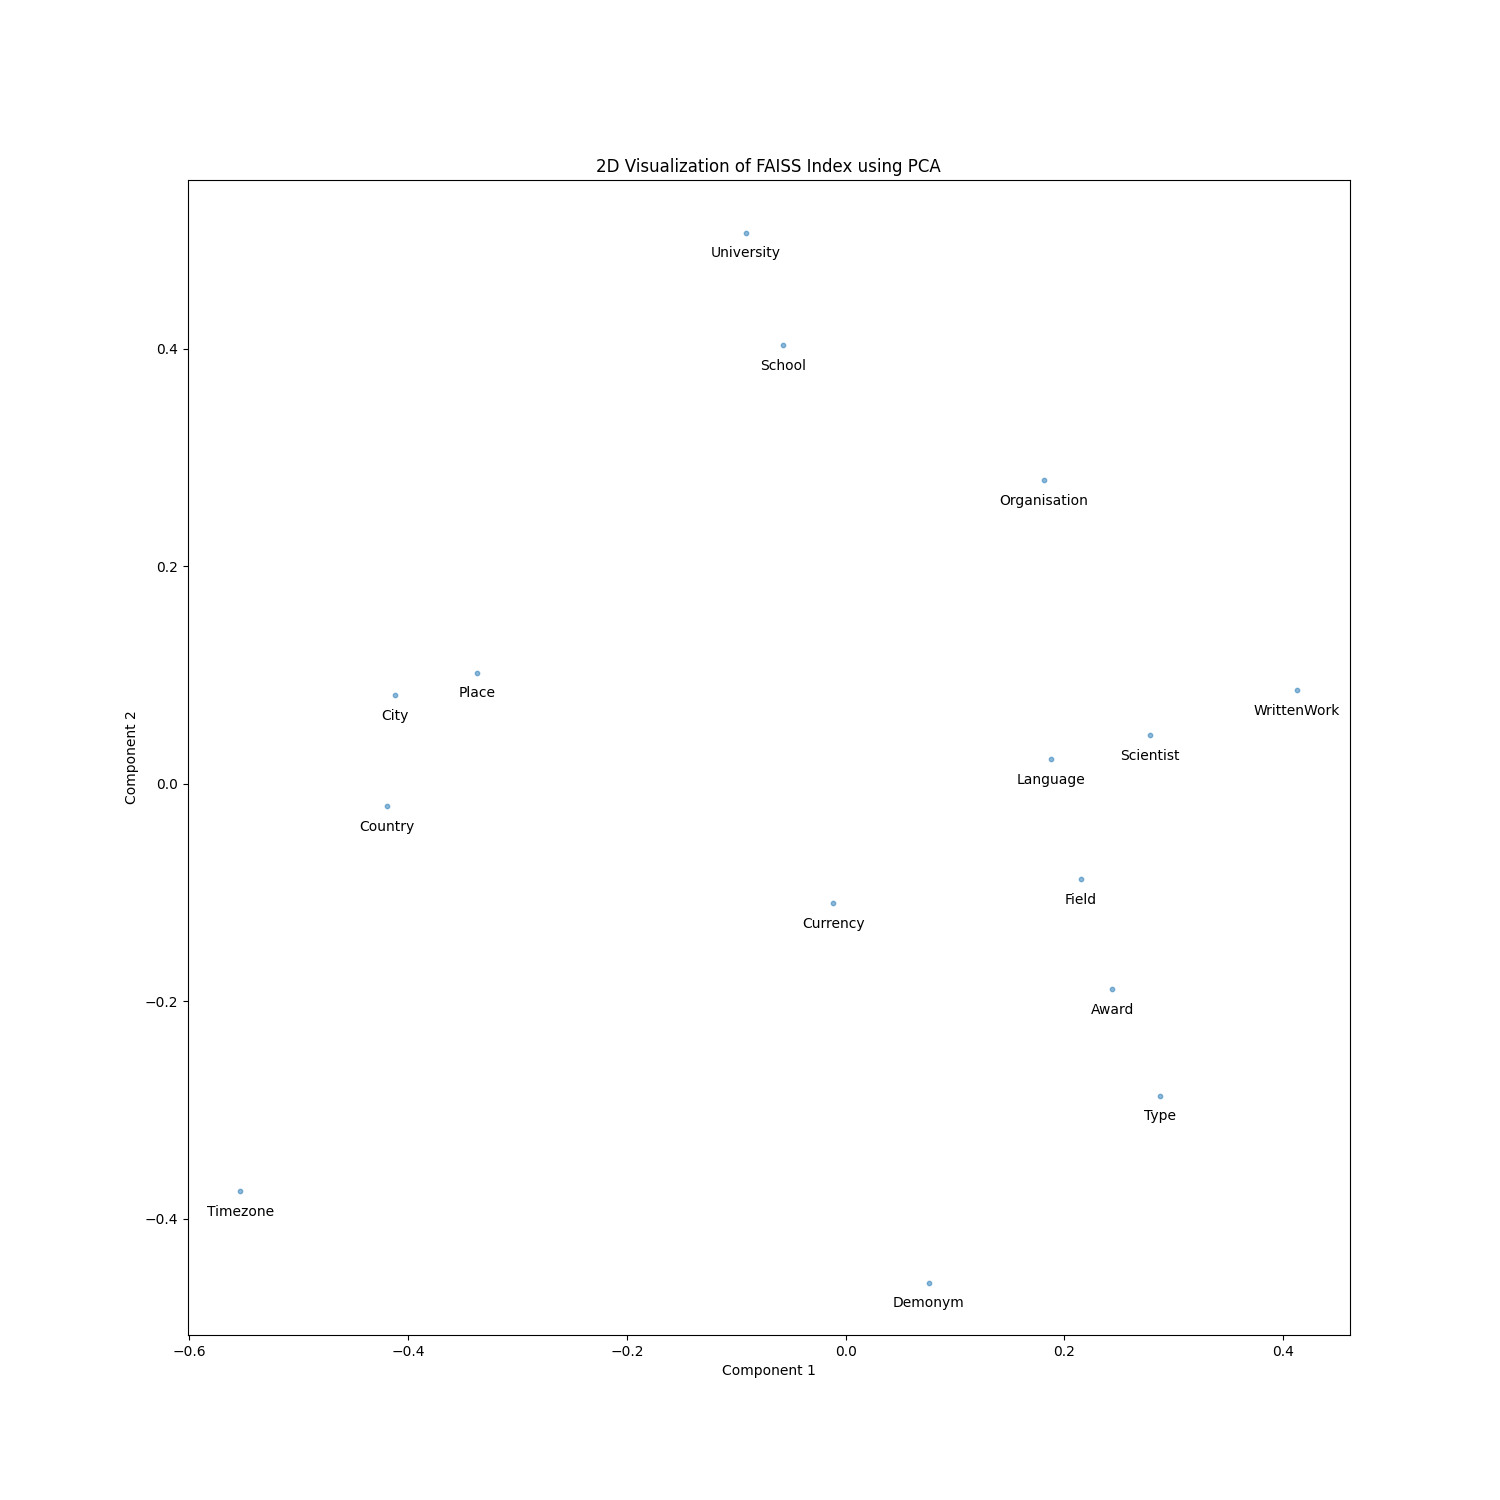 2D Visualization of FAISS Index using PCA
University
0.4
School
Organisation
0.2
Place
City
WrittenWork
Scientist
Component 2
Language
0.0
Country
Field
Currency
−0.2
Award
Type
Timezone
−0.4
Demonym
−0.6 −0.4 −0.2 0.0 0.2 0.4
Component 1